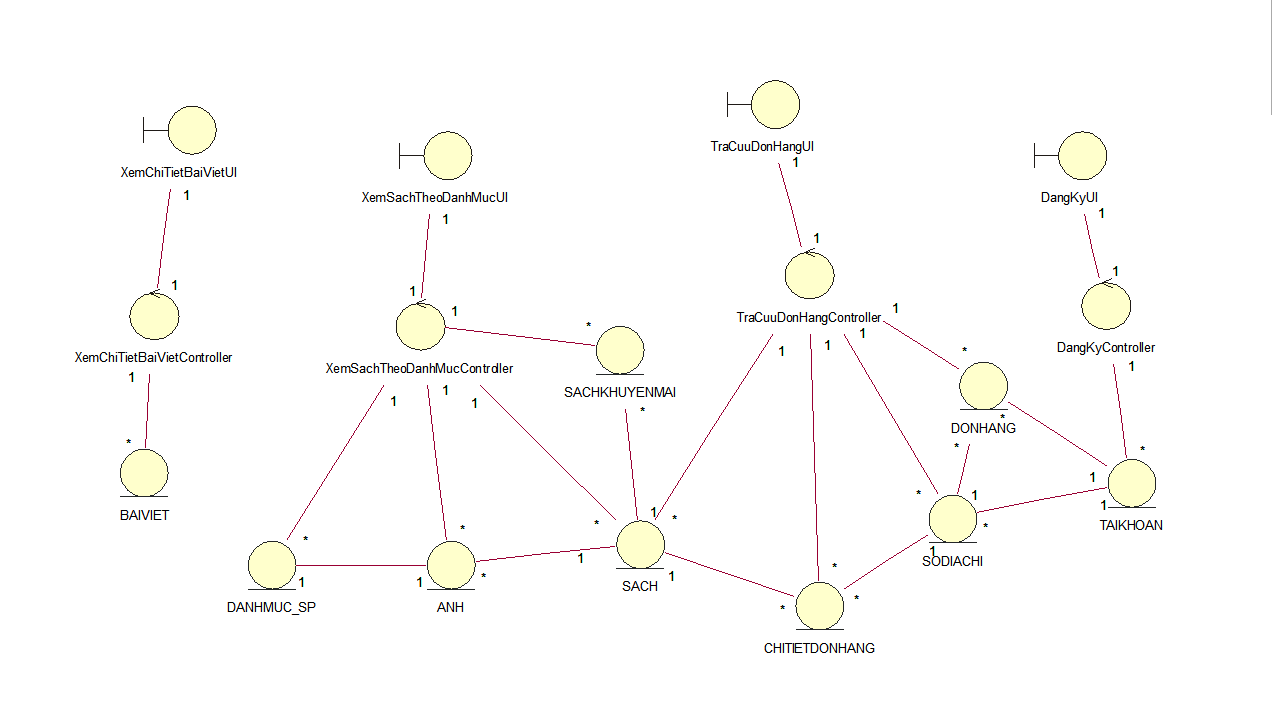 TraCuuDonHangUI
1
XemChiTietBaiVietUI
1
XemSachTheoDanhMucUI
1
DangKyUI
1
1
1
1
1
XemChiTietBaiVietController
1
*
BAIVIET
XemSachTheoDanhMucController
1
1
1
1
*
SACHKHUYENMAI
*
TraCuuDonHangController
1
1
1
1
*
DONHANG
*
*
DangKyController
1
*
1
1
TAIKHOAN
*
1
*
1
SODIACHI
*
1
DANHMUC_SP
*
1
*
ANH
*
1
1
*
SACH
1
*
*
*
CHITIETDONHANG